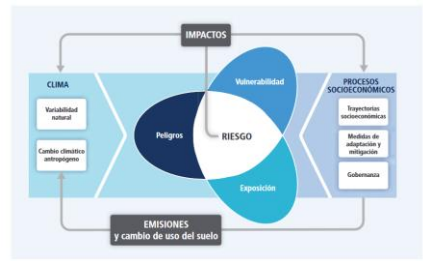 IMPACTOS
CLIMA
Variabilidad
natural
Cambio climático
antropógeno
Vulnerabilidad
Peligros
RIESGO
Exposición
PROCESOS
SOCIOECONÓMICOS
Trayectorias
socioeconómicas
Medidas de
adaptación y
mitigación
Gobernanza
EMISIONES
y cambio de uso del suelo